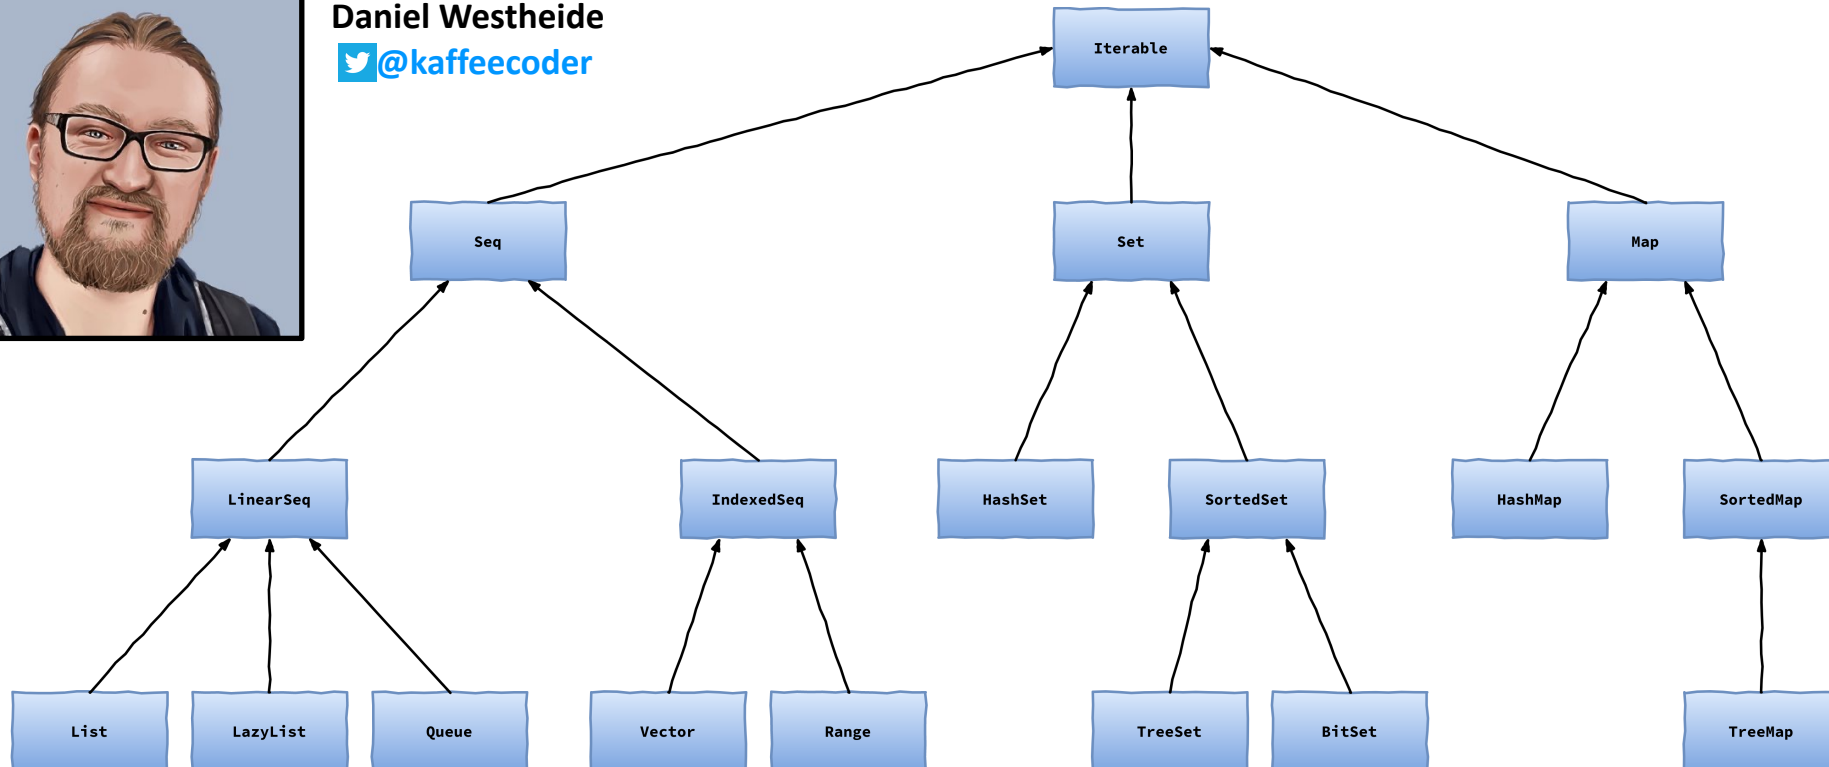 Daniel Westheide
@kaffeecoder
Iterable
Seq
Set
Map
LinearSeq
IndexedSeq
HashSet
SortedSet
HashMap
SortedMap
List
LazyList
Queue
Vector
Range
TreeSet
BitSet
TreeMap